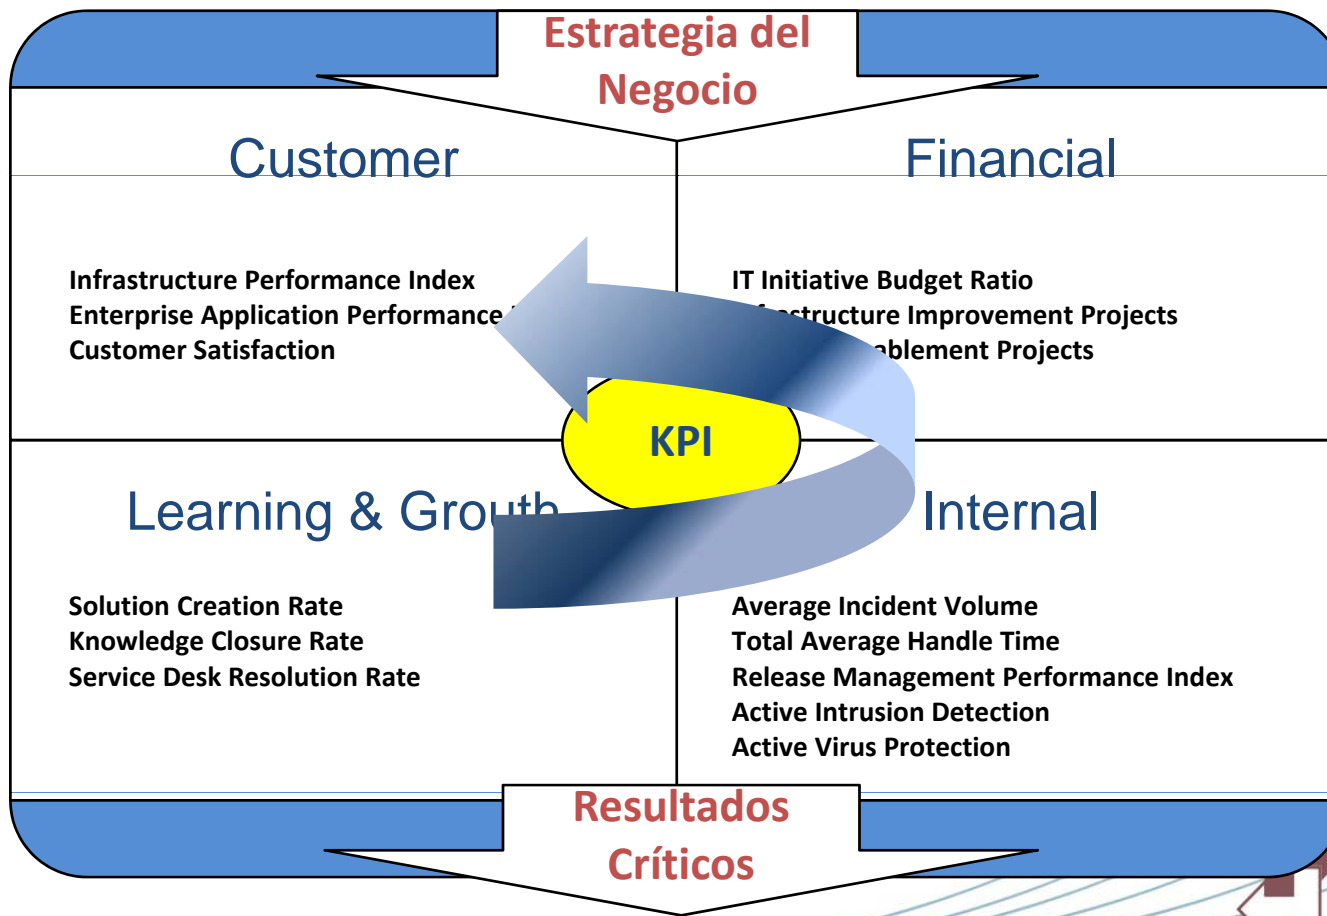 Estrategia del
Negocio
Customer
Financial
Infrastructure Performance Index
Enterprise Application Performance
Customer Satisfaction
IT Initiative Budget Ratio
Improvement Projects
Projects
KPI
Learning & Grouth
Internal
Solution Creation Rate
Knowledge Closure Rate
Service Desk Resolution Rate
Average Incident Volume
Total Average Handle Time
Release Management Performance Index
Active Intrusion Detection
Active Virus Protection
Resultados
Críticos